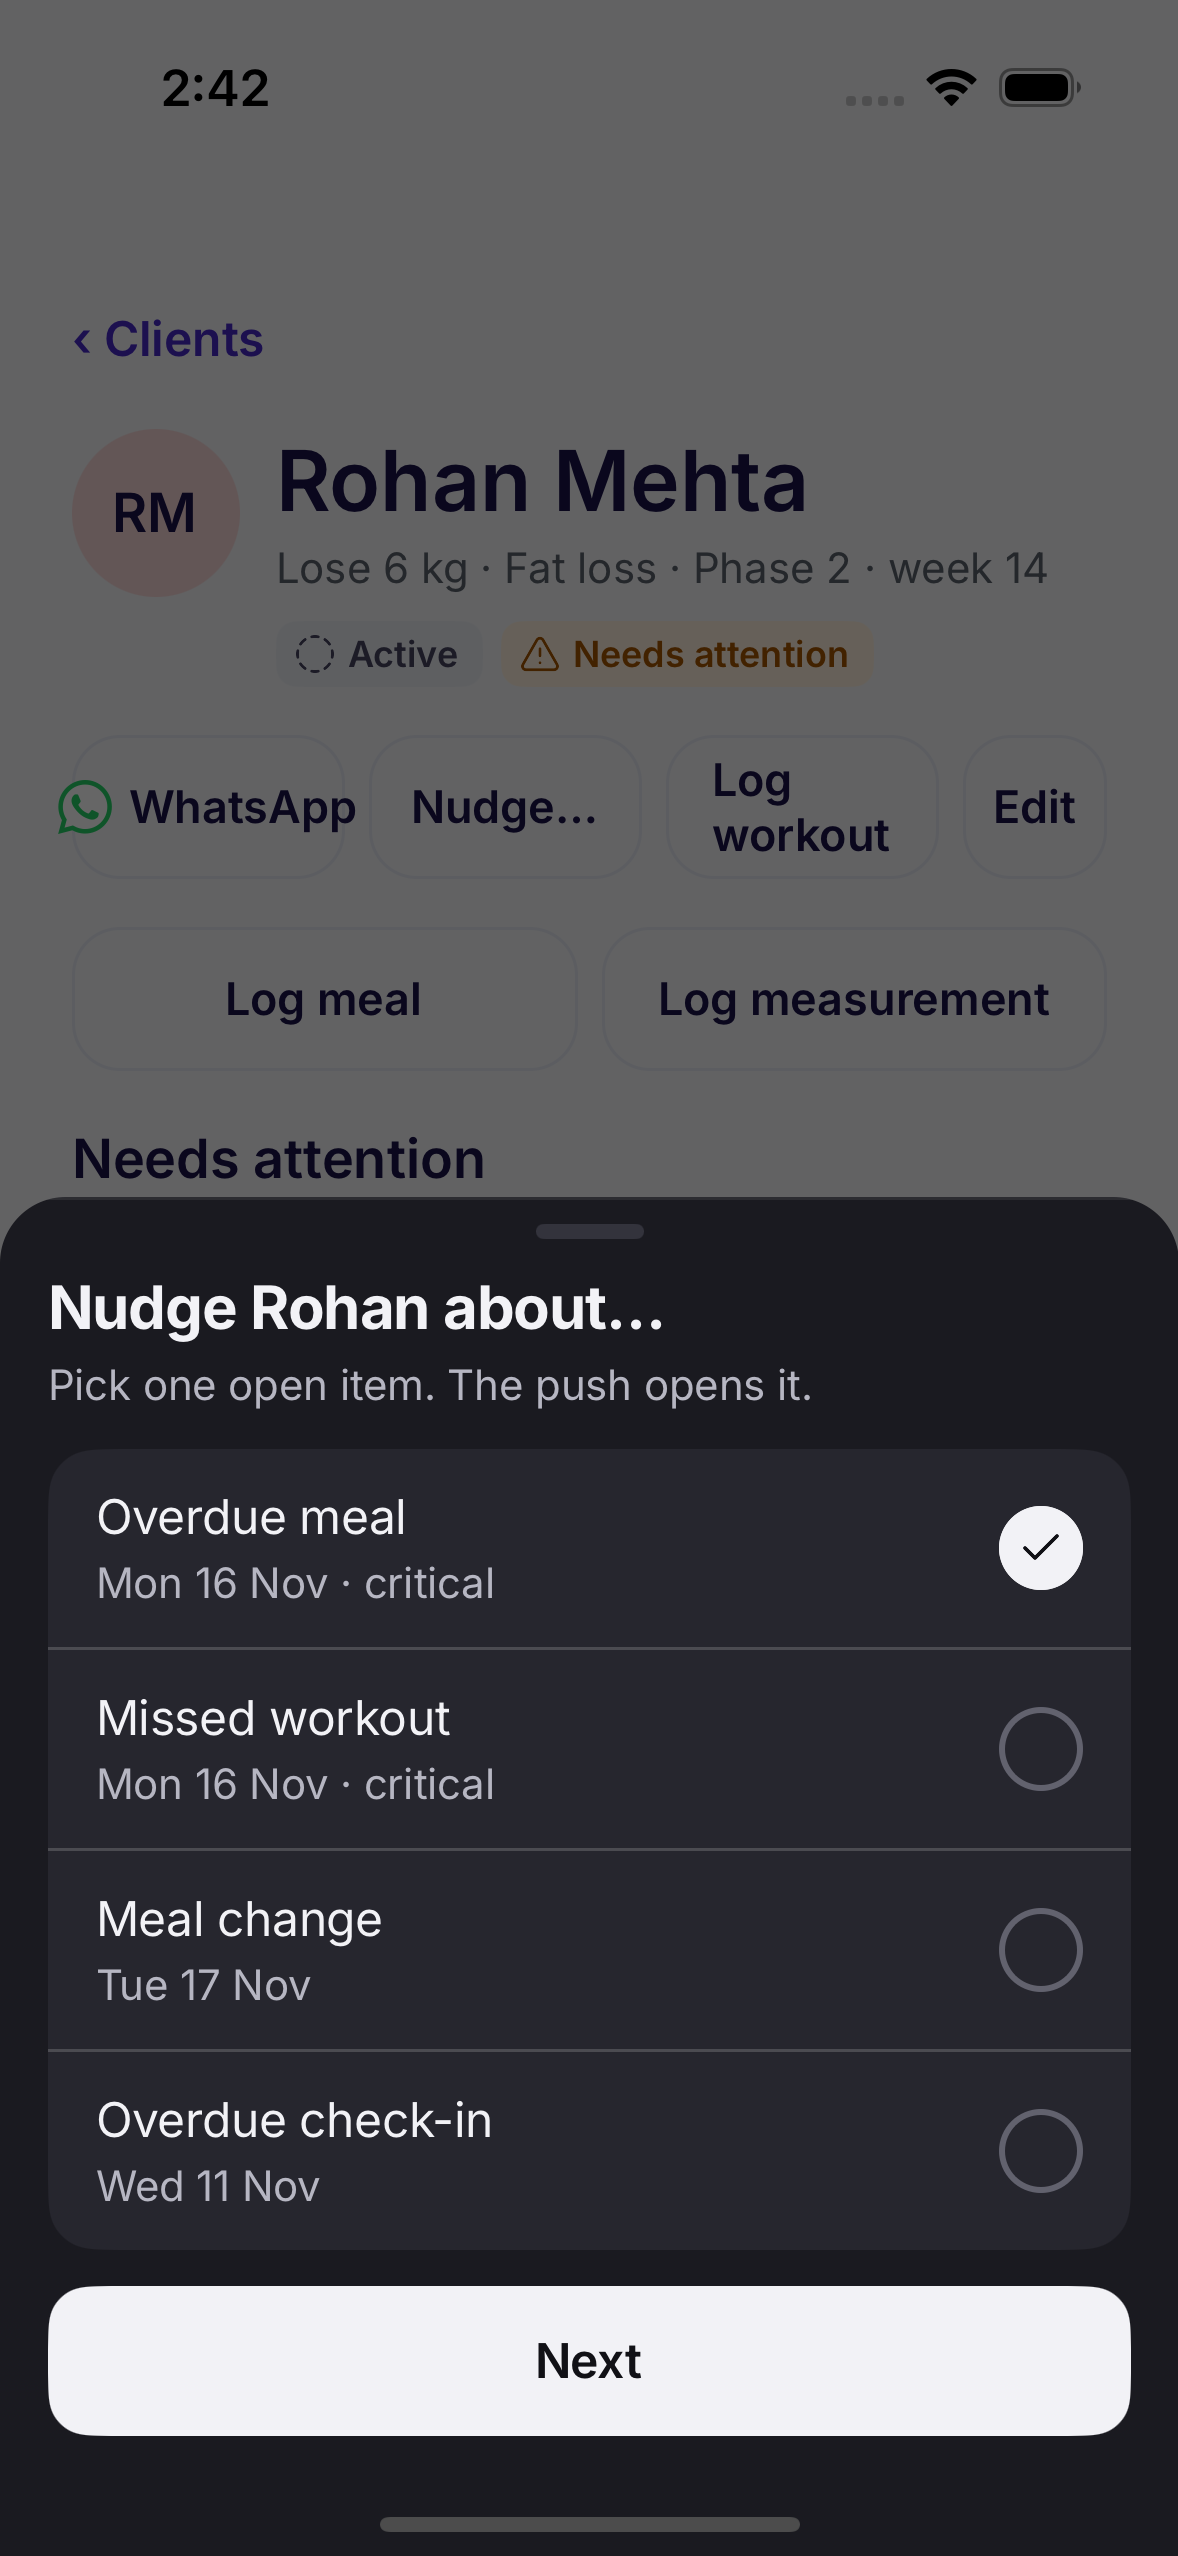 2:42
‹ Clients
RM
Rohan Mehta
Lose 6 kg · Fat loss · Phase 2 · week 14
Active
Needs attention
WhatsApp
Nudge...
Log
workout
Edit
Log meal
Log measurement
Needs attention
Nudge Rohan about...
Pick one open item. The push opens it.
Overdue meal
Mon 16 Nov · critical
Missed workout
Mon 16 Nov · critical
Meal change
Tue 17 Nov
Overdue check-in
Wed 11 Nov
Next